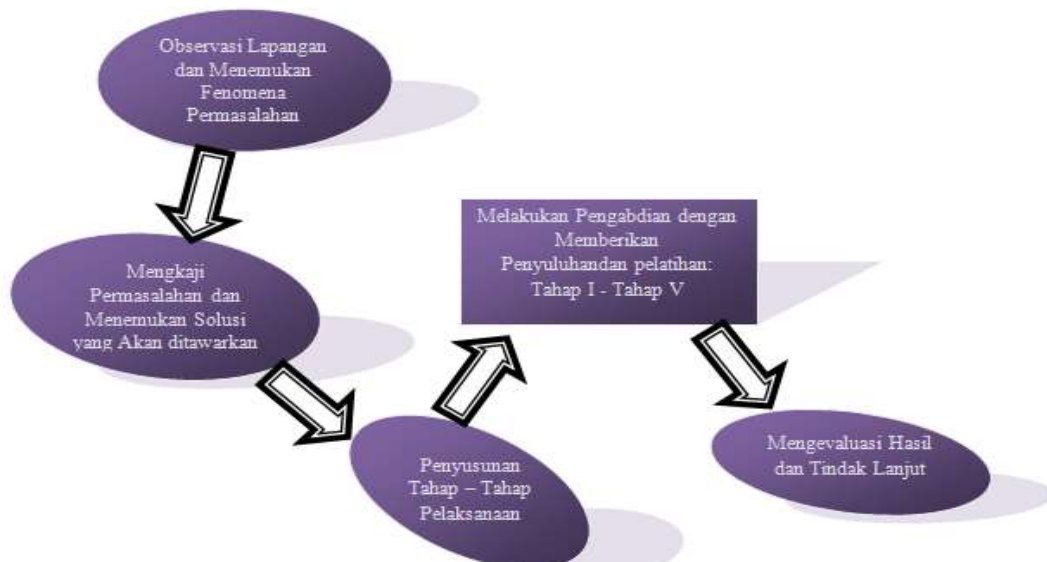 Observasi Lapangan
dan Menemukan
Fenomena
Permasalahan
Mengkaji
Permasalahan dan
Menemukan Solusi
yang Akan ditawarkan
Penyusunan
Tahap – Tahap
Pelaksanaan
Melakukan Pengabdian dengan
Memberikan
Penyuluhandan pelatihan:
Tahap I - Tahap V
Mengevaluasi Hasil
dan Tindak Lanjut